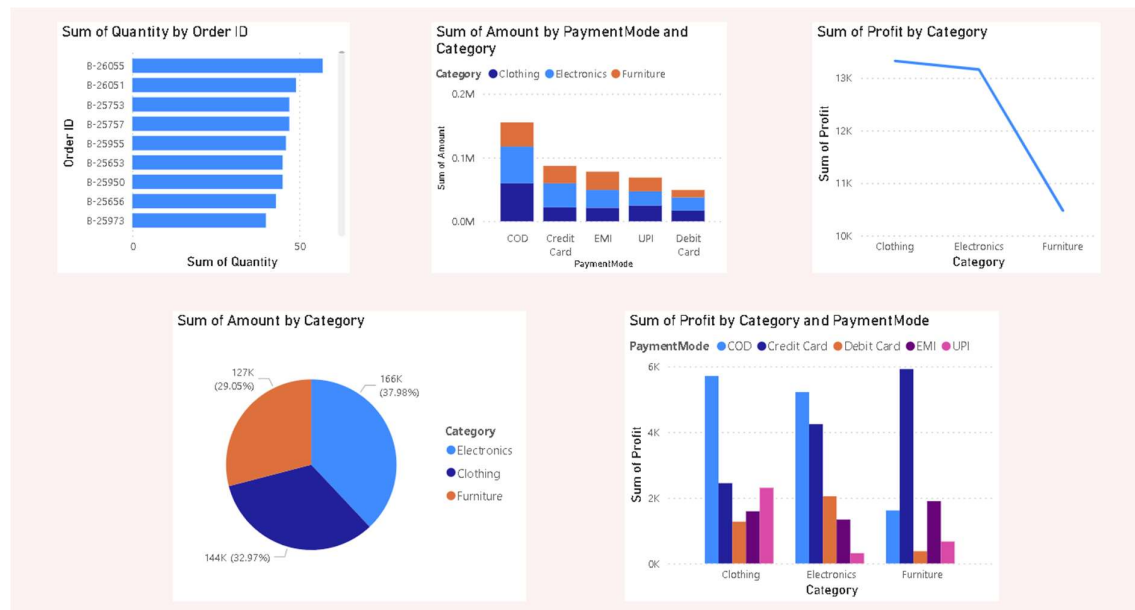 Sum of Quantity by Order ID
Order ID
B-26055
B-26051
B-25753
B-25757
B-25955
B-25653
B-25950
B-25656
B-25973
0 50
Sum of Quantity
Sum of Amount by PaymentMode and
Category
Category Clothing Electronics Furniture
Sum of Amount
0.2M
0.1M
0.0M
COD Credit Card EMI UPI Debit Card
PaymentMode
Sum of Profit by Category
Sum of Profit
13K
12K
11K
10K
Clothing Electronics Furniture
Category
Sum of Amount by Category
127K
(29.05%)
166K
(37.98%)
144K (32.97%)
Category
Electronics
Clothing
Furniture
Sum of Profit by Category and PaymentMode
PaymentMode COD Credit Card Debit Card EMI UPI
Sum of Profit
6K
4K
2K
0K
Clothing Electronics Furniture
Category